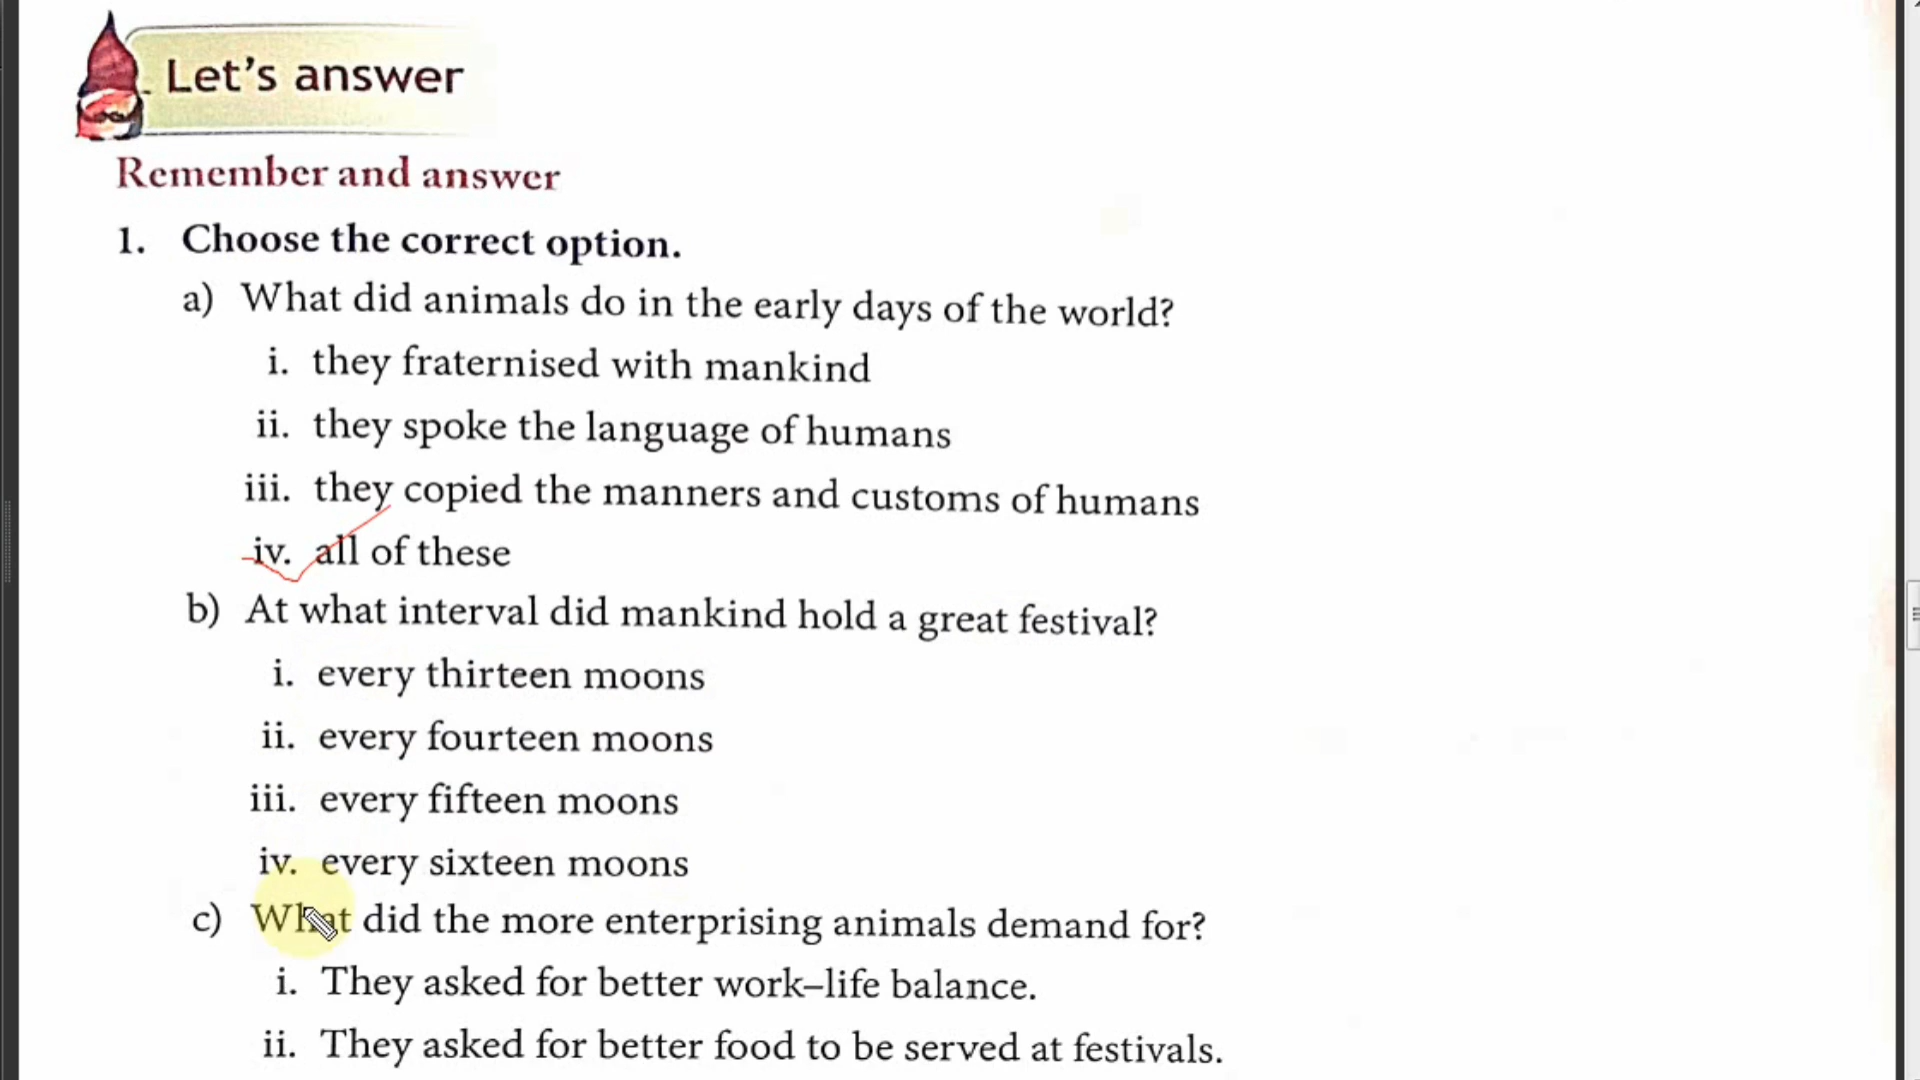 Let's answer
Remember and answer
1. Choose the correct option.
a) What did animals do in the early days of the world?
i. they fraternised with mankind
ii. they spoke the language of humans
iii. they copied the manners and customs of humans
iv. all of these
b) At what interval did mankind hold a great festival?
i. every thirteen moons
ii. every fourteen moons
iii. every fifteen moons
iv. every sixteen moons
c) What did the more enterprising animals demand for?
i. They asked for better work–life balance.
ii. They asked for better food to be served at festivals.